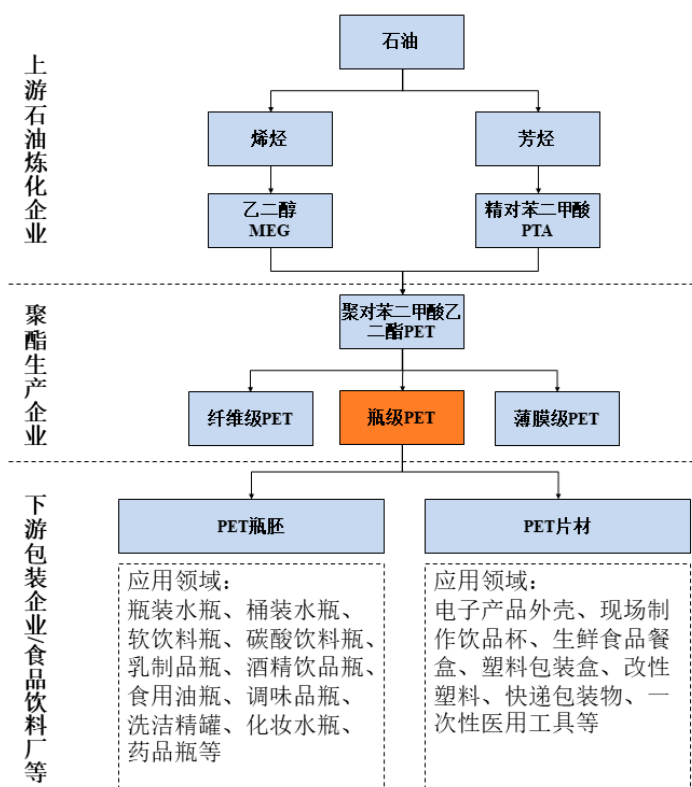 上游石油炼化企业
石油
烯烃
芳烃
乙二醇
MEG
精对苯二甲酸
PTA
聚酯生产企业
聚对苯二甲酸乙
二酯PET
纤维级PET
瓶级PET
薄膜级PET
下游包装企业/食品饮料厂等
PET瓶胚
PET片材
应用领域：
瓶装水瓶、桶装水瓶、
软饮料瓶、碳酸饮料瓶、
乳制品瓶、酒精饮品瓶、
食用油瓶、调味品瓶、
洗洁精罐、化妆水瓶、
药品瓶等
应用领域：
电子产品外壳、现场制
作饮品杯、生鲜食品餐
盒、塑料包装盒、改性
塑料、快递包装物、一
次性医用工具等